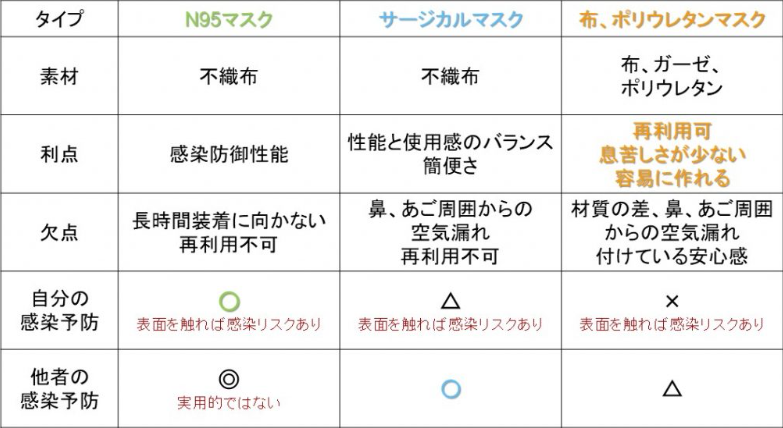 タイプ
N95マスク
サージカルマスク
布、ポリウレタンマスク
素材
不織布
不織布
布、ガーゼ、
ポリウレタン
利点
感染防御性能
性能と使用感のバランス
簡便さ
再利用可
息苦しさが少ない
容易に作れる
欠点
長時間装着に向かない
再利用不可
鼻、あご周囲からの
空気漏れ
再利用不可
材質の差、鼻、あご周囲
からの空気漏れ
付けている安心感
自分の
感染予防
○
表面を触れば感染リスクあり
△
表面を触れば感染リスクあり
×
表面を触れば感染リスクあり
他者の
感染予防
◎
実用的ではない
○
△